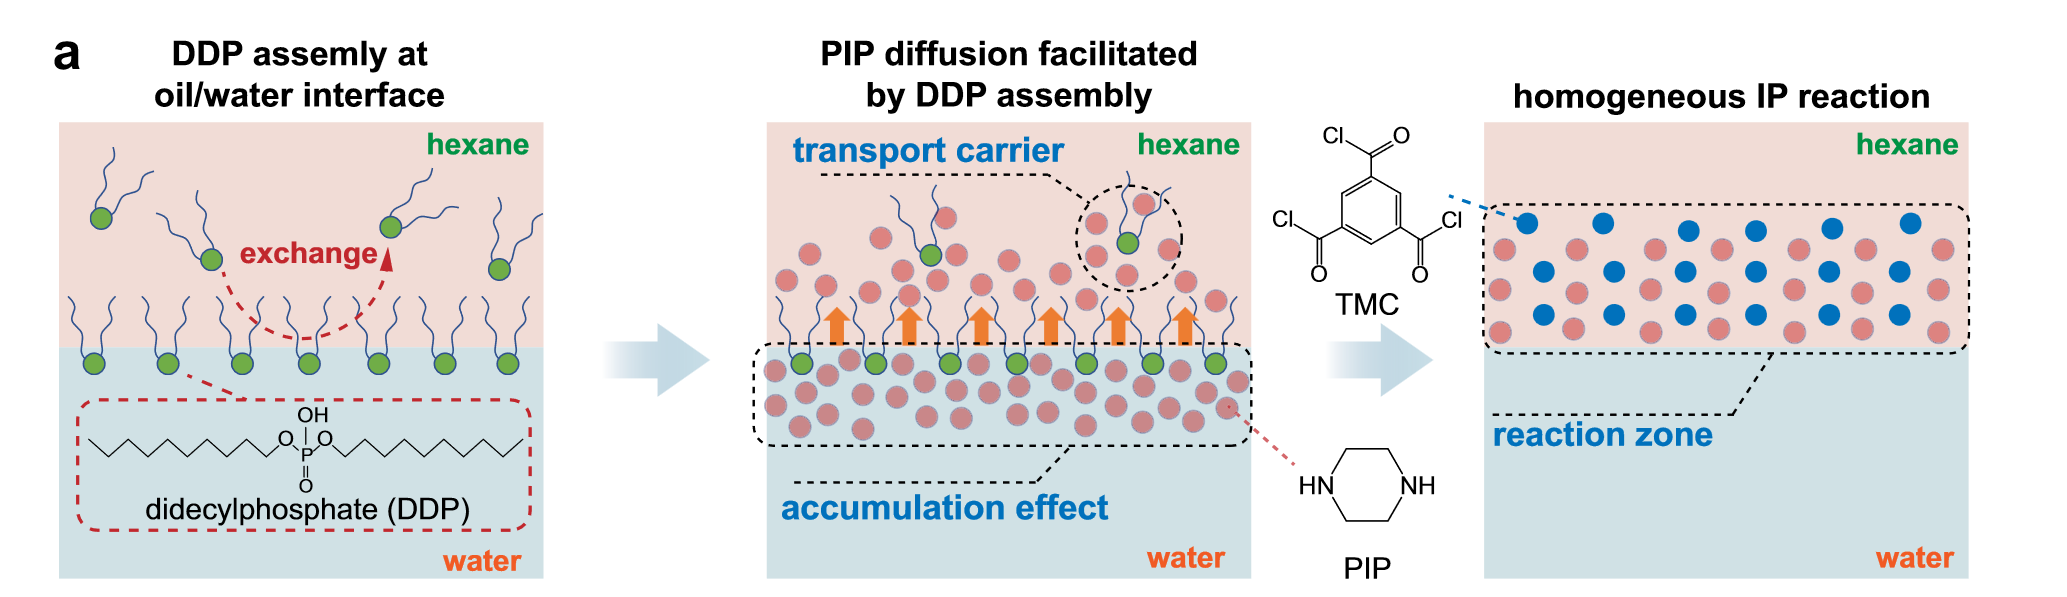 a
DDP assemly at
oil/water interface
hexane
exchange
OH
O
P
O
O
didecylphosphate (DDP)
water
PIP diffusion facilitated
by DDP assembly
transport carrier
hexane
accumulation effect
water
Cl
O
Cl
Cl
O
O
TMC
HN
NH
PIP
homogeneous IP reaction
hexane
reaction zone
water